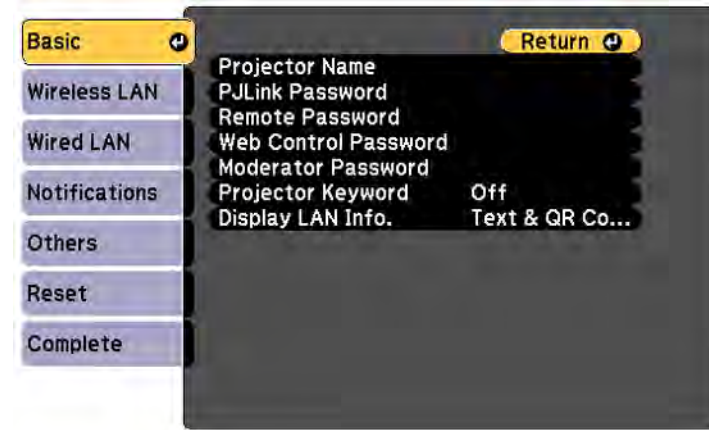 Basic
Wireless LAN
Wired LAN
Notifications
Others
Reset
Complete
Return
Projector Name
PJLink Password
Remote Password
Web Control Password
Moderator Password
Projector Keyword Off
Display LAN Info. Text & QR Co...